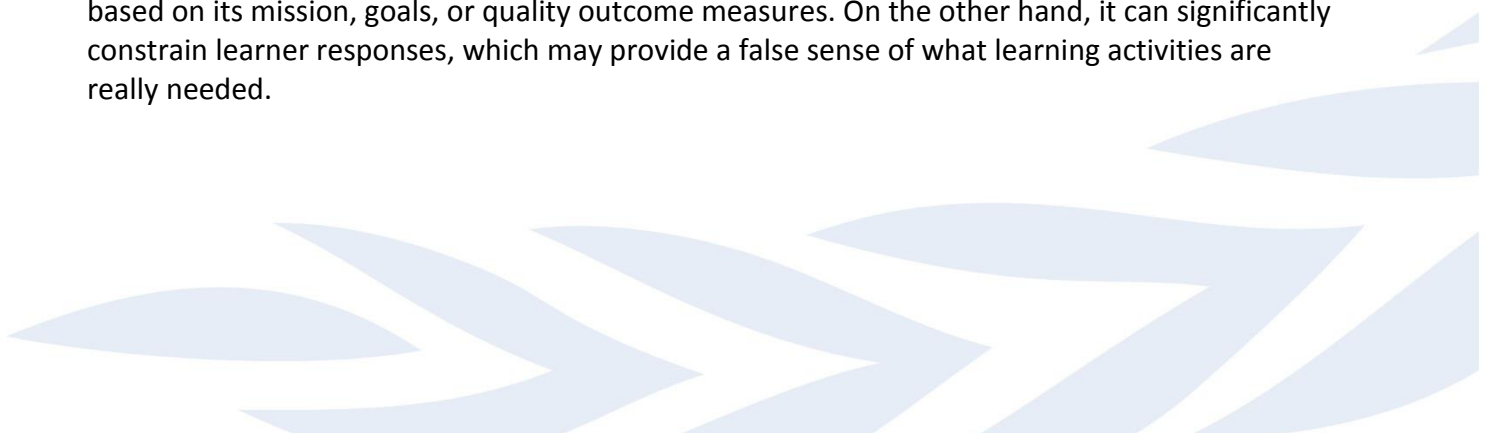 based on its mission, goals, or quality outcome measures. On the other hand, it can significantly
constrain learner responses, which may provide a false sense of what learning activities are
really needed.